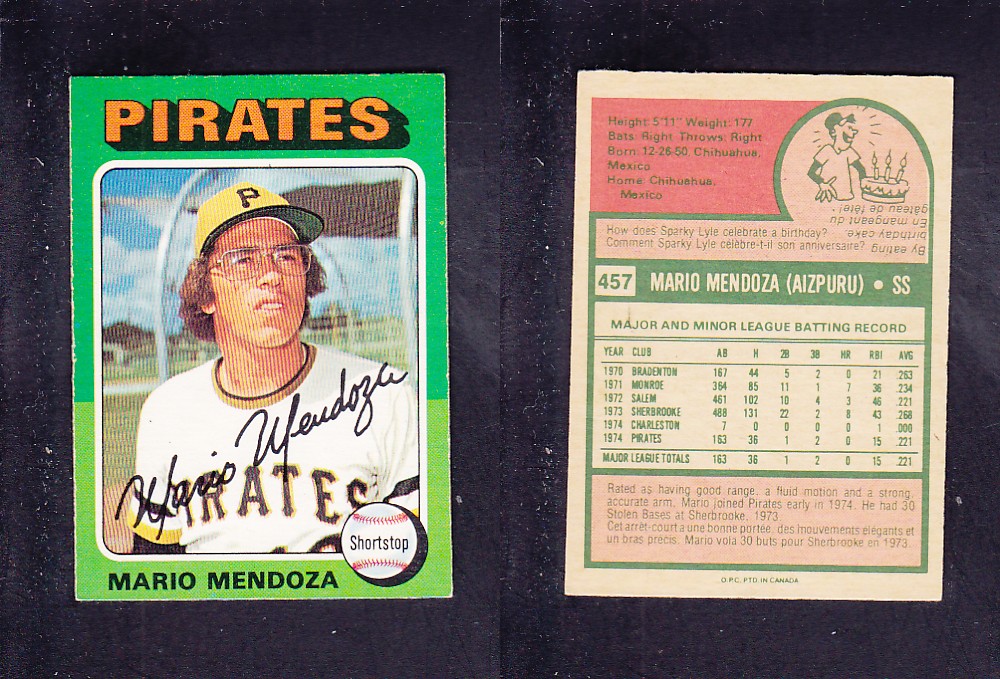 PIRATES
P
Mario Mendoza
PIRATES
Shortstop
MARIO MENDOZA
Height: 5'11" Weight: 177
Bats: Right Throws: Right
Born: 12-26-50, Chihuahua,
Mexico
Home: Chihuahua,
Mexico
How does Sparky Lyle celebrate a birthday?
Comment Sparky Lyle célèbre-t-il son anniversaire?
By eating
birthday cake.
En mangeant du
gâteau de fête!
457 MARIO MENDOZA (AIZPURU) • SS
MAJOR AND MINOR LEAGUE BATTING RECORD
YEAR CLUB AB H 2B 3B HR RBI AVG
1970 BRADENTON 167 44 5 2 0 21 .263
1971 MONROE 364 85 11 1 7 36 .234
1972 SALEM 461 102 10 4 3 46 .221
1973 SHERBROOKE 488 131 22 2 8 43 .268
1974 CHARLESTON 7 0 0 0 0 1 .000
1974 PIRATES 163 36 1 2 0 15 .221
MAJOR LEAGUE TOTALS 163 36 1 2 0 15 .221
Rated as having good range, a fluid motion and a strong,
accurate arm, Mario joined Pirates early in 1974. He had 30
Stolen Bases at Sherbrooke, 1973.
Cet arrêt-court a une bonne portée, des mouvements élégants et
un bras précis. Mario vola 30 buts pour Sherbrooke en 1973.
O.P.C. PTD. IN CANADA